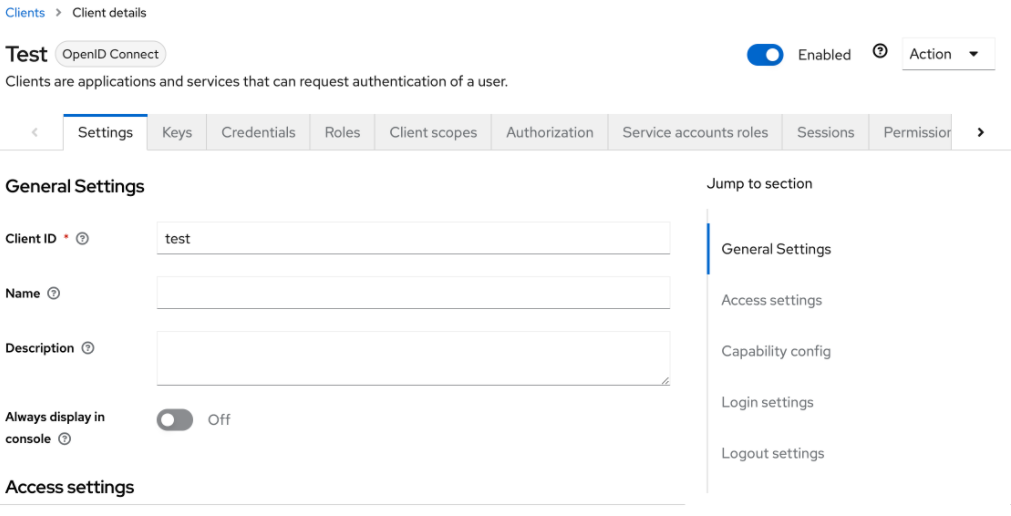 Clients > Client details
Test OpenID Connect Enabled Action
Clients are applications and services that can request authentication of a user.
Settings Keys Credentials Roles Client scopes Authorization Service accounts roles Sessions Permission
General Settings
Jump to section
Client ID * test
General Settings
Name
Access settings
Description
Capability config
Login settings
Always display in
console
Off
Logout settings
Access settings